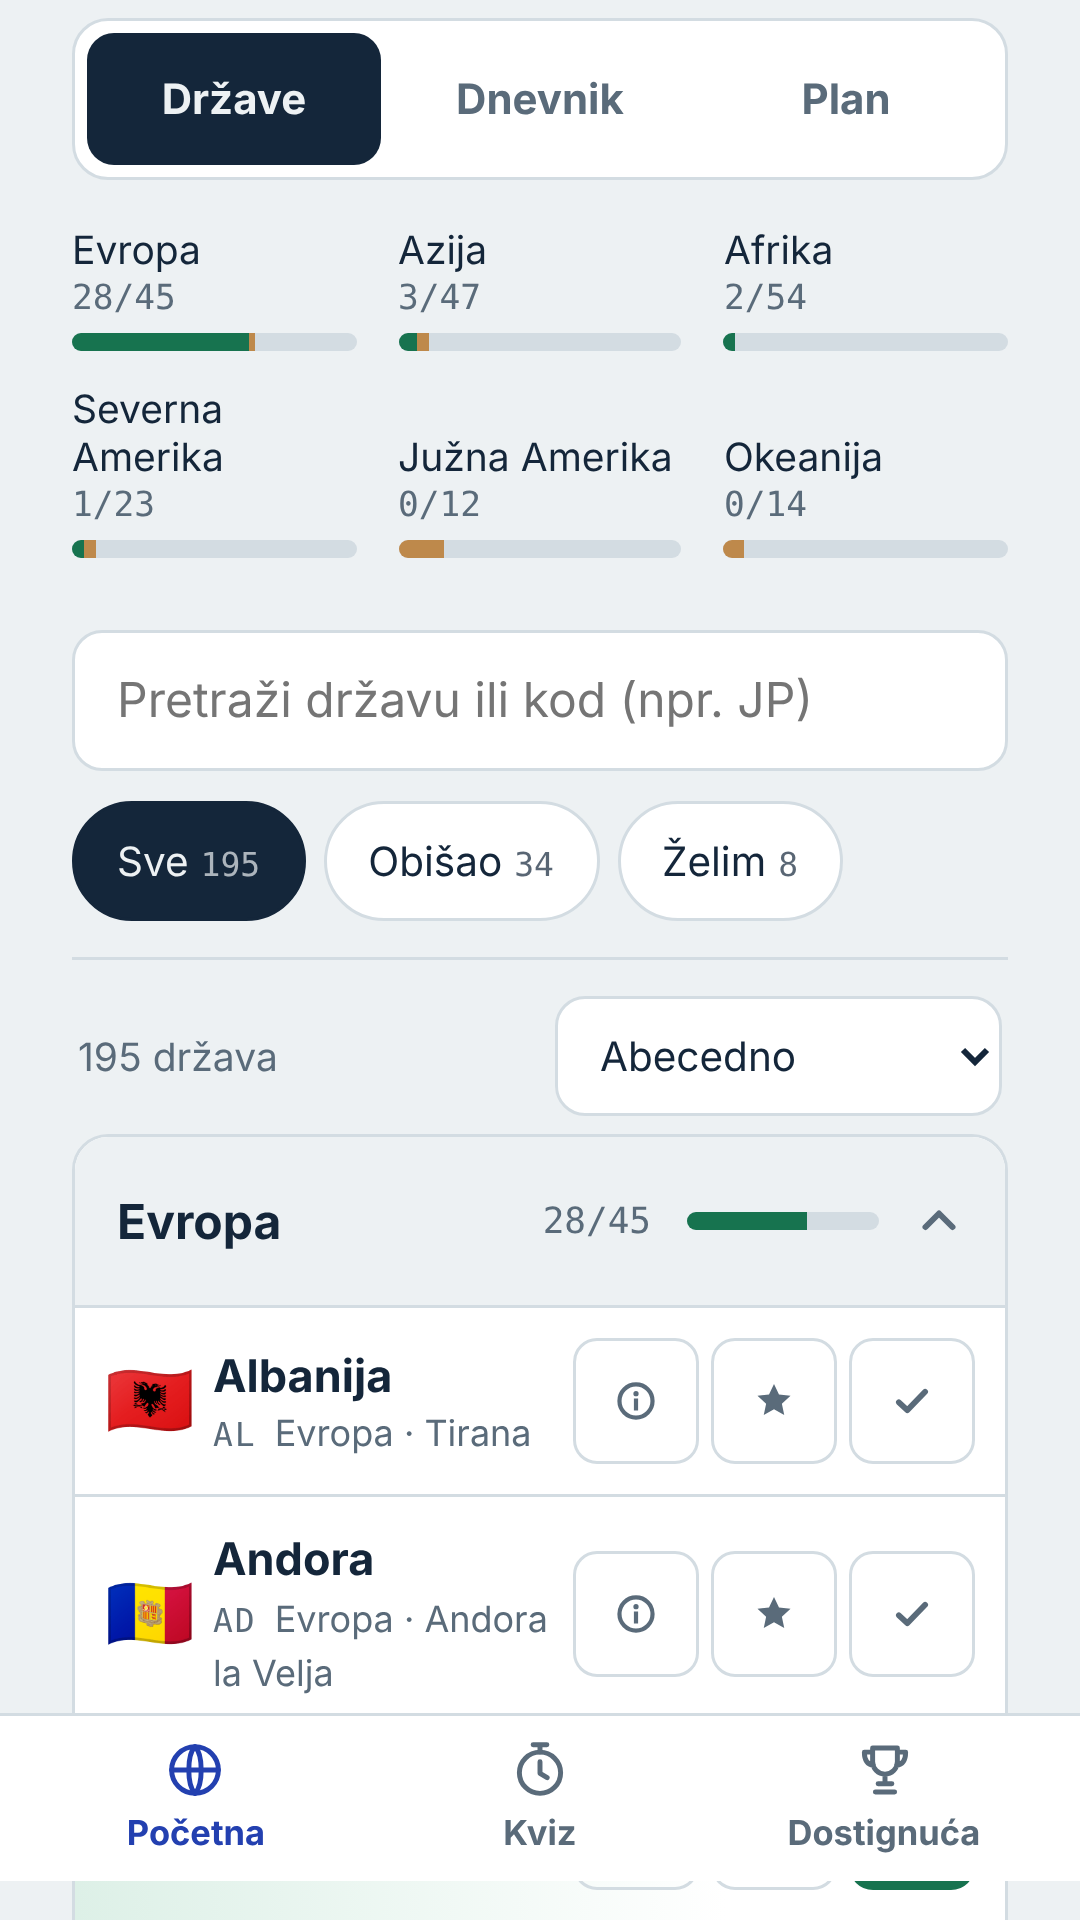 Države
Dnevnik
Plan
Evropa
28/45
Azija
3/47
Afrika
2/54
Severna
Amerika
1/23
Južna Amerika
0/12
Okeanija
0/14
Pretraži državu ili kod (npr. JP)
Sve 195
Obišao 34
Želim 8
195 država
Abecedno
Evropa
28/45
Albanija
AL Evropa · Tirana
Andora
AD Evropa · Andora
la Velja
Početna
Kviz
Dostignuća